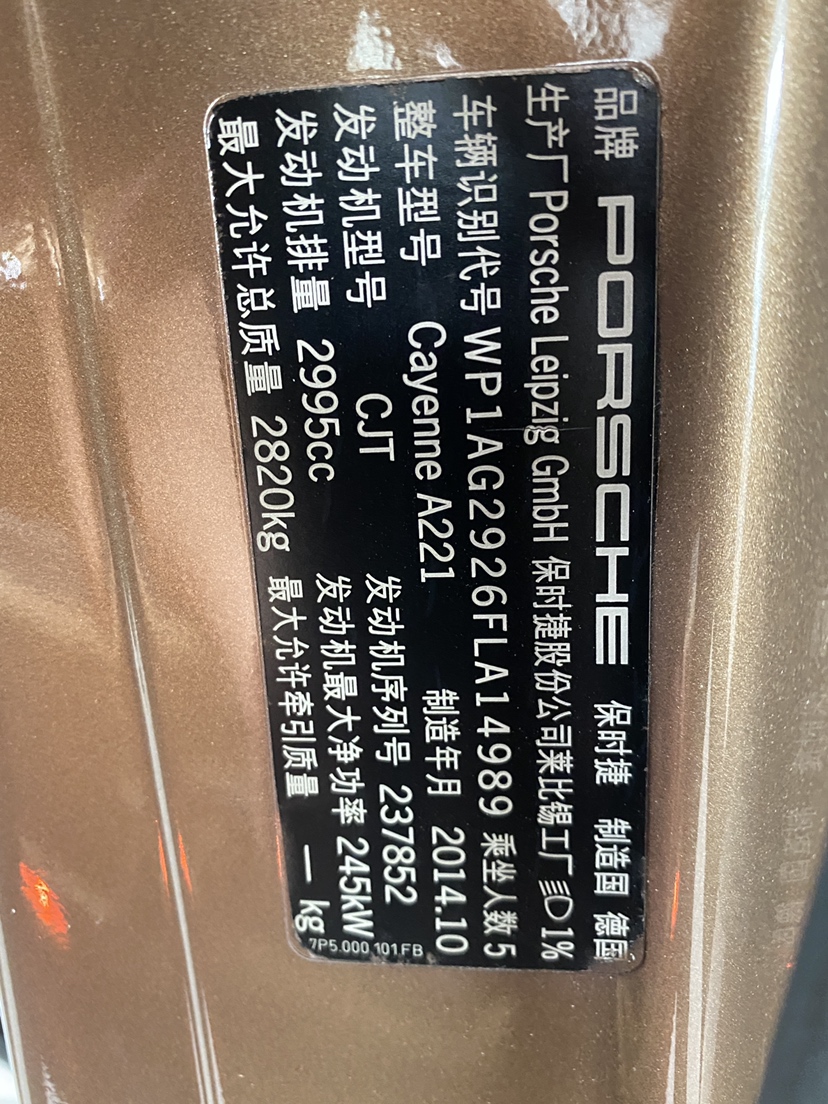 品牌 PORSCHE 保时捷 制造国 德国
生产厂 Porsche Leipzig GmbH 保时捷股份公司莱比锡工厂 1%
车辆识别代号 WP1AG2926FLA14989 乘坐人数 5
整车型号 Cayenne A221 制造年月 2014.10
发动机型号 CJT 发动机序列号 237852
发动机排量 2995cc 发动机最大净功率 245kW
最大允许总质量 2820kg 最大允许牵引质量 — kg
7P5.000 101.FB